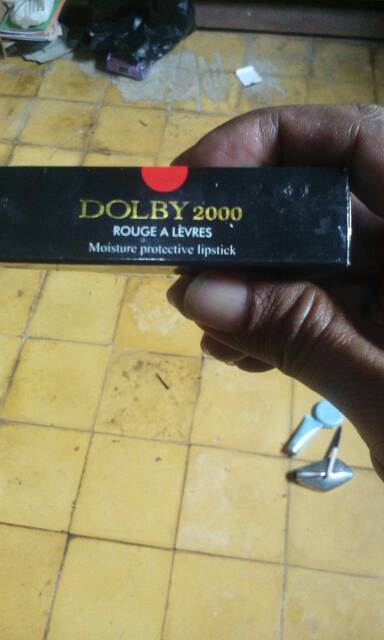 DOLBY 2000
ROUGE A LÈVRES
Moisture protective lipstick